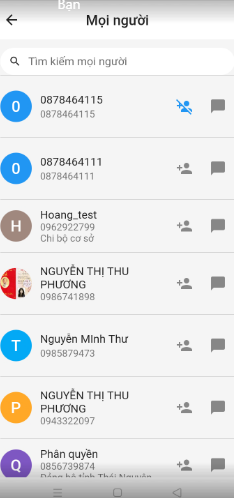 Bạn
Mọi người
Tìm kiếm mọi người
0
0878464115
0878464115
0
0878464111
0878464111
H
Hoang_test
0962922799
Chi bộ cơ sở
NGUYỄN THỊ THU
PHƯƠNG
0986741898
T
Nguyễn MInh Thư
0985879473
P
NGUYỄN THỊ THU
PHƯƠNG
0943322097
Q
Phân quyền
0856739874
Đảng bộ tỉnh Thái Nguyên